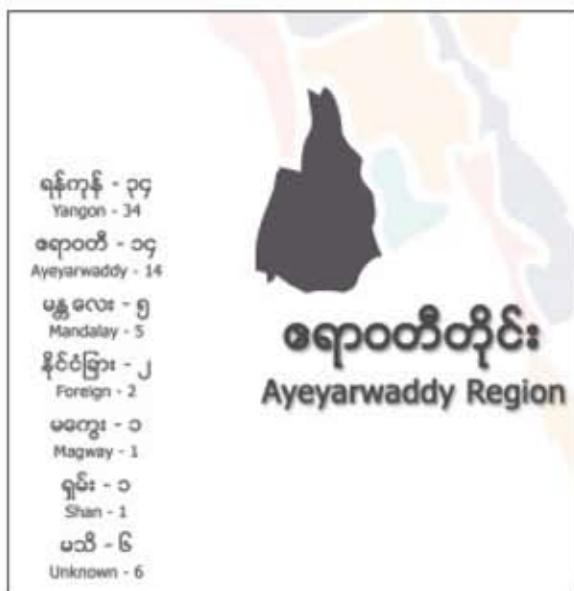 ရန်ကုန် - ၃၄
Yangon - 34
ဧရာဝတီ - ၁၄
Ayeyarwaddy - 14
မန္တလေး - ၅
Mandalay - 5
နိုင်ငံခြား - ၂
Foreign - 2
မကွေး - ၁
Magway - 1
ရှမ်း - ၁
Shan - 1
မသိ - ၆
Unknown - 6
ဧရာဝတီတိုင်း
Ayeyarwaddy Region